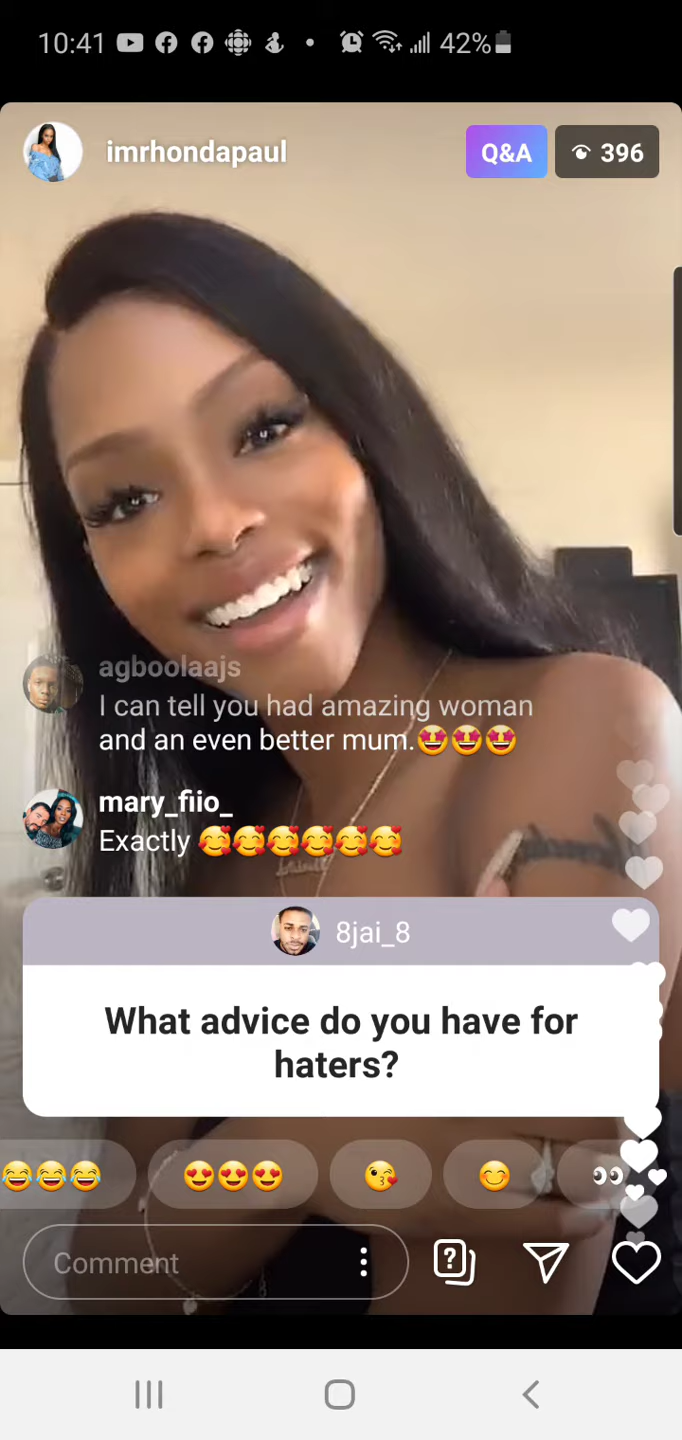 10:41 42%
imrhondapaul Q&A 396
agboolaajs
I can tell you had amazing woman
and an even better mum.🤩🤩🤩
mary_fiio_
Exactly 🥰🥰🥰🥰🥰🥰
8jai_8
What advice do you have for
haters?
Comment